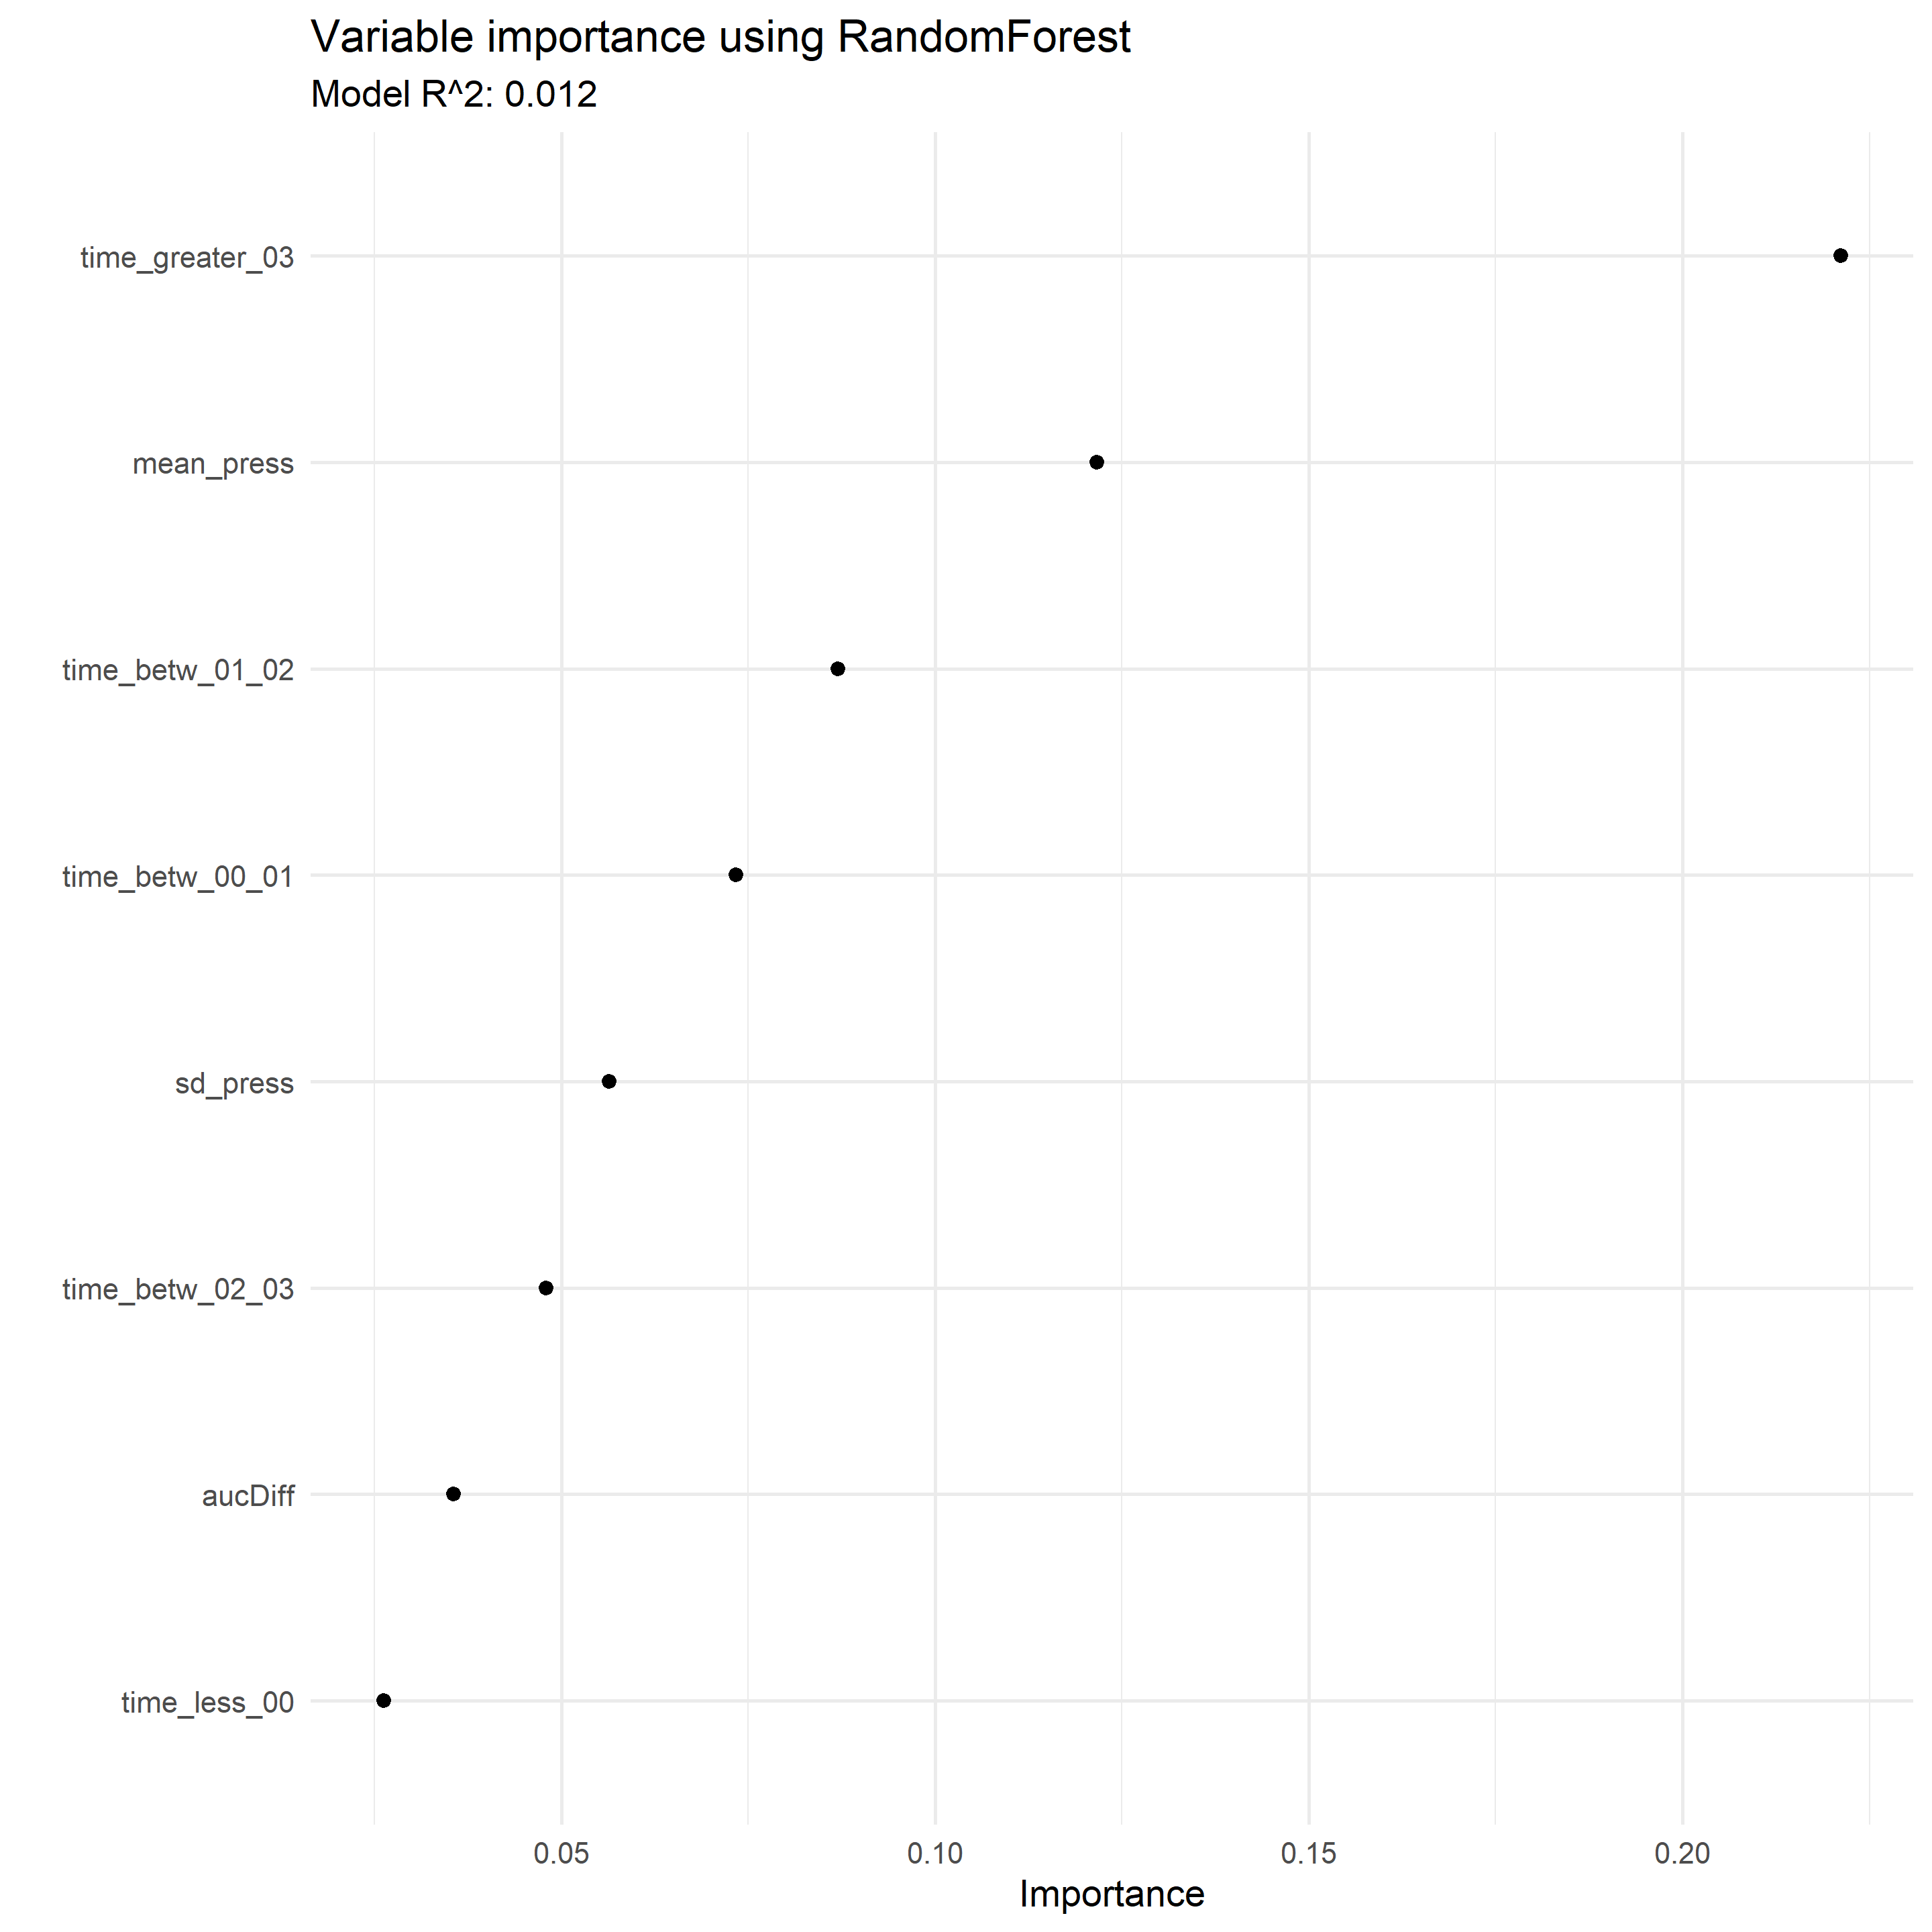 Variable importance using RandomForest
Model R^2: 0.012
time_greater_03
mean_press
time_betw_01_02
time_betw_00_01
sd_press
time_betw_02_03
aucDiff
time_less_00
0.05 0.10 0.15 0.20
Importance